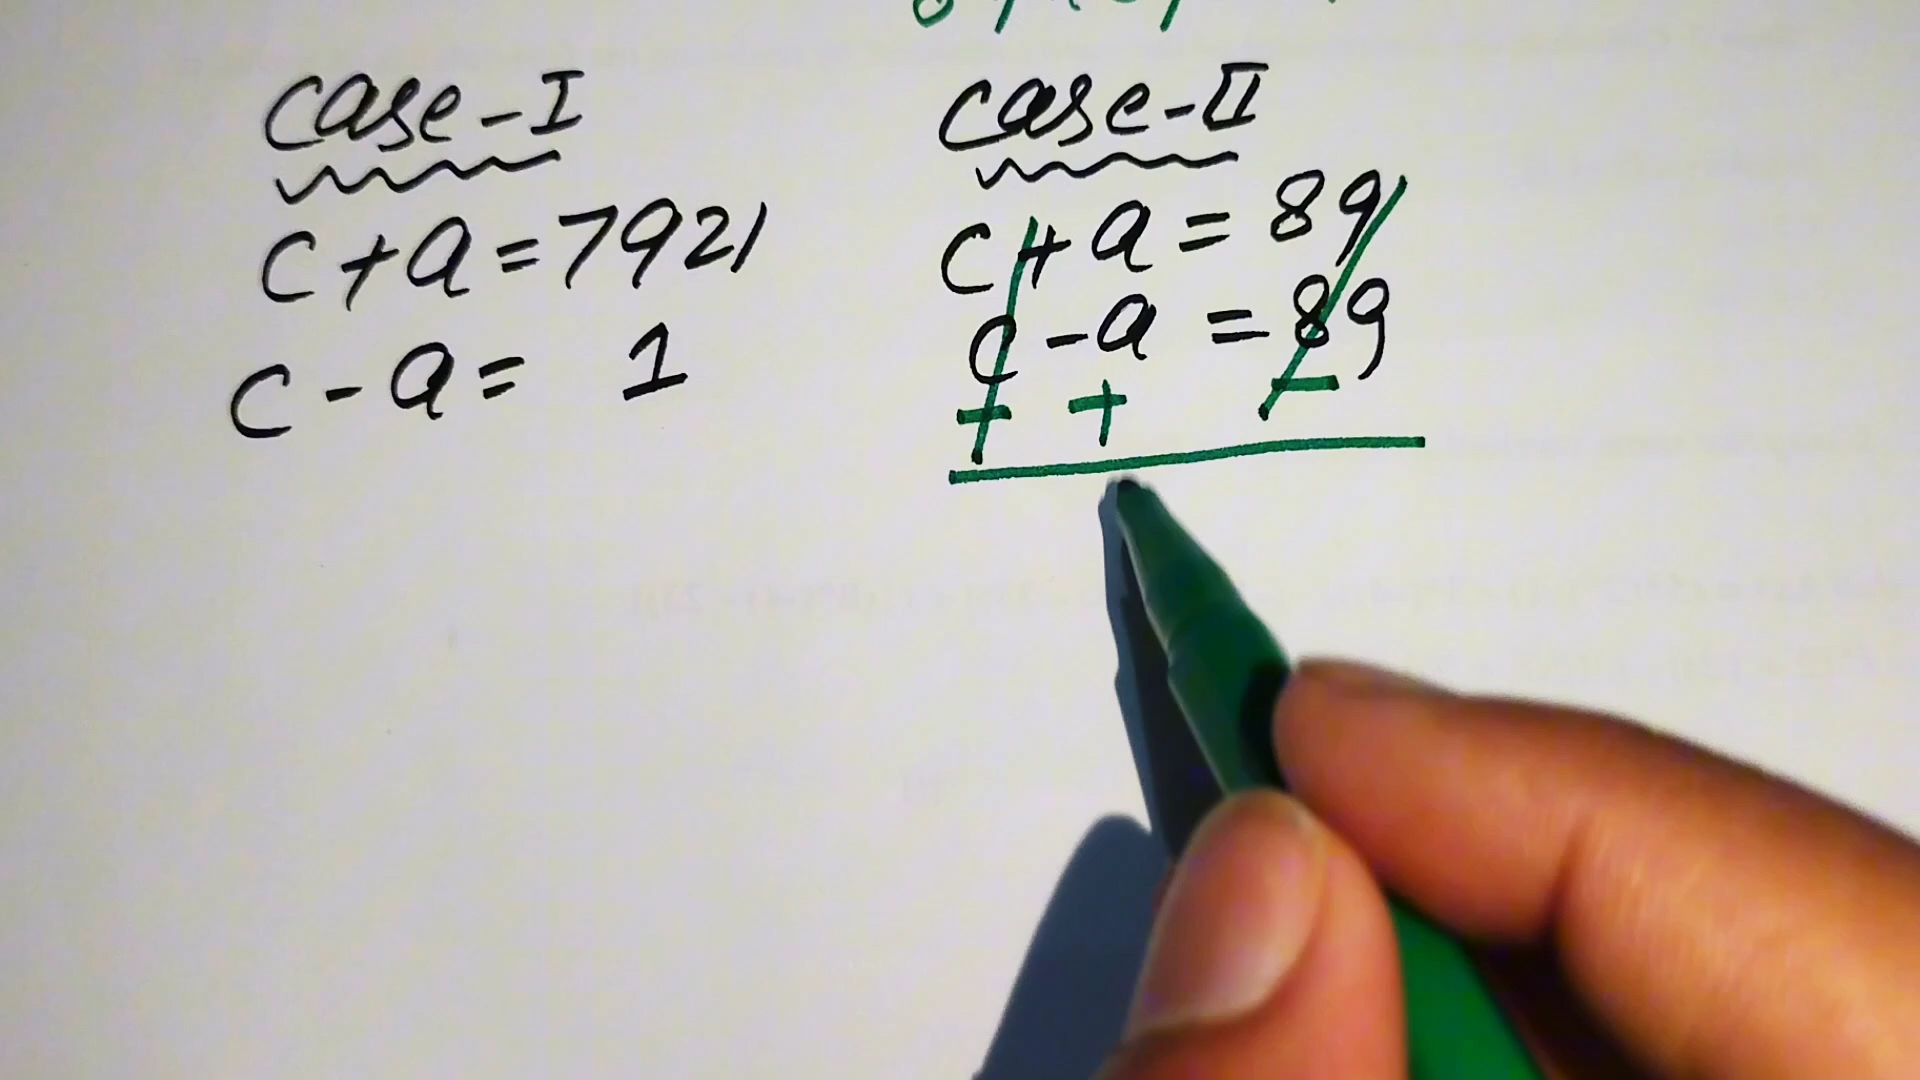 case-I
c+a=7921
c-a= 1
case-II
c+a=89
c-a=89
- + -